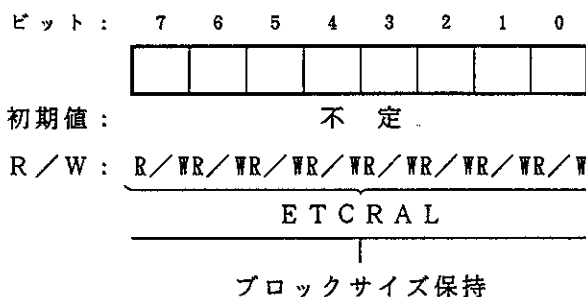 ビット： 7 6 5 4 3 2 1 0
初期値： 不 定
R／W： R／W R／W R／W R／W R／W R／W R／W R／W
ETCRAL
ブロックサイズ保持